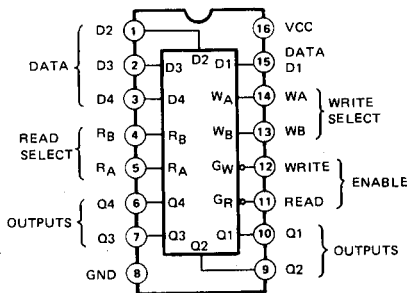 D2 1 16 VCC
D2
DATA D3 2 D3 D1 15 DATA D1
D4 3 D4 WA 14 WA WRITE SELECT
READ SELECT RB 4 RB WB 13 WB
RA 5 RA GW 12 WRITE ENABLE
Q4 6 Q4 GR 11 READ
OUTPUTS Q3 7 Q3 Q1 10 Q1 OUTPUTS
Q2
GND 8 9 Q2